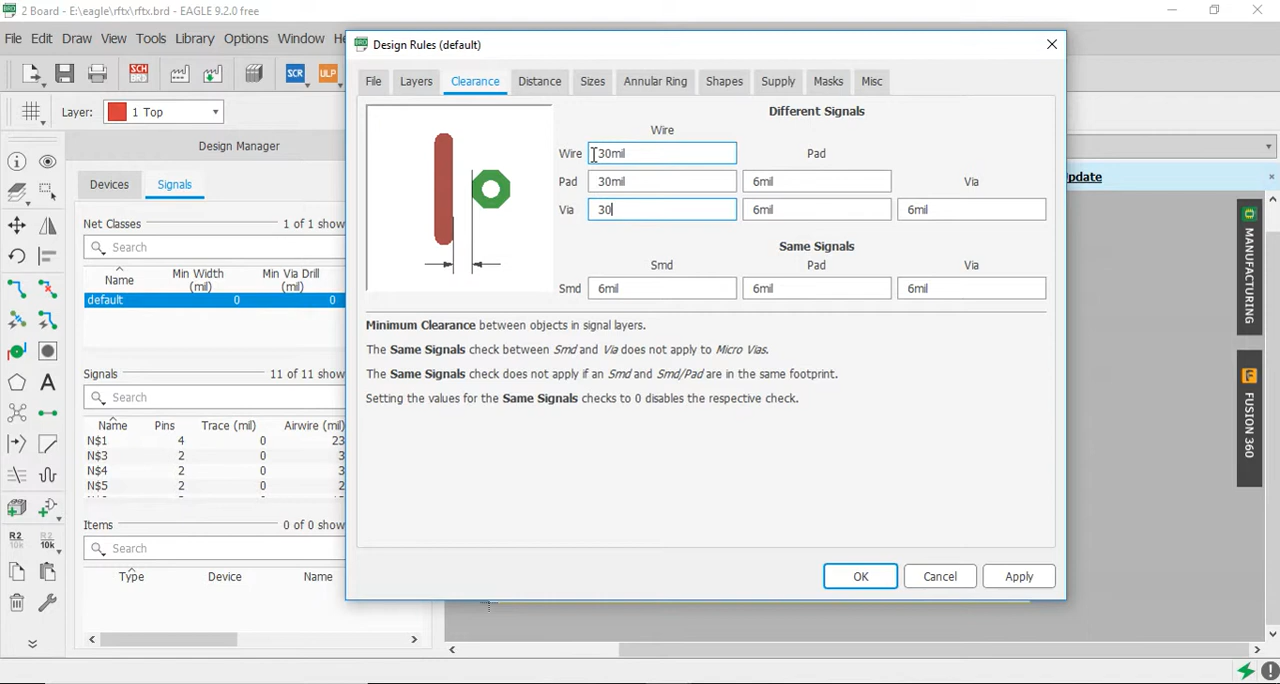 2 Board - E:\eagle\rftx\rftx.brd - EAGLE 9.2.0 free
File Edit Draw View Tools Library Options Window H
SCH SCR ULP
Layer: 1 Top
Design Manager
Devices Signals
Net Classes 1 of 1 show
Search
Name Min Width (mil) Min Via Drill (mil)
default 0 0
Signals 11 of 11 show
Search
Name Pins Trace (mil) Airwire (mil)
N$1 4 0 23
N$3 2 0 3
N$4 2 0 3
N$5 2 0 2
Items 0 of 0 show
Search
Type Device Name
R2 10k R2 10k
Design Rules (default)
File Layers Clearance Distance Sizes Annular Ring Shapes Supply Masks Misc
Different Signals
Wire
Wire 30mil Pad
Pad 30mil 6mil Via
Via 30 6mil 6mil
Same Signals
Smd Pad Via
Smd 6mil 6mil 6mil
Minimum Clearance between objects in signal layers.
The Same Signals check between Smd and Via does not apply to Micro Vias.
The Same Signals check does not apply if an Smd and Smd/Pad are in the same footprint.
Setting the values for the Same Signals checks to 0 disables the respective check.
OK Cancel Apply
Update
MANUFACTURING
FUSION 360